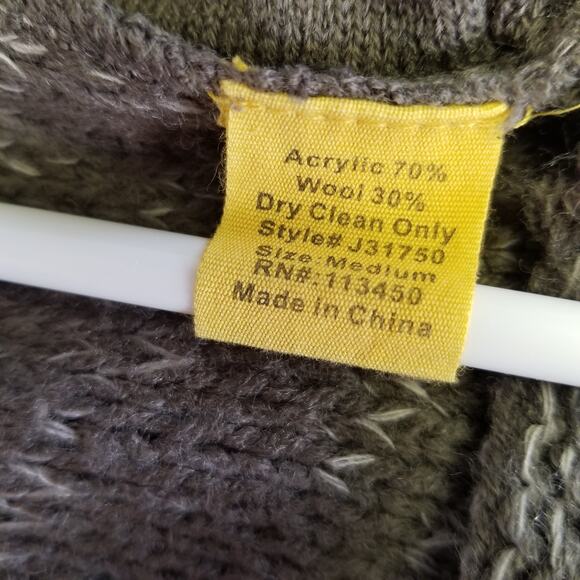 Acrylic 70%
Wool 30%
Dry Clean Only
Style# J31750
Size: Medium
RN#: 113450
Made in China